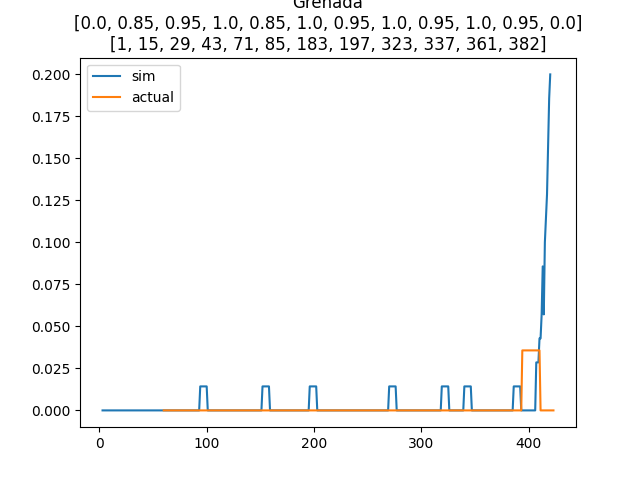 Grenada
[0.0, 0.85, 0.95, 1.0, 0.85, 1.0, 0.95, 1.0, 0.95, 1.0, 0.95, 0.0]
[1, 15, 29, 43, 71, 85, 183, 197, 323, 337, 361, 382]
sim
actual
0.200
0.175
0.150
0.125
0.100
0.075
0.050
0.025
0.000
0 100 200 300 400